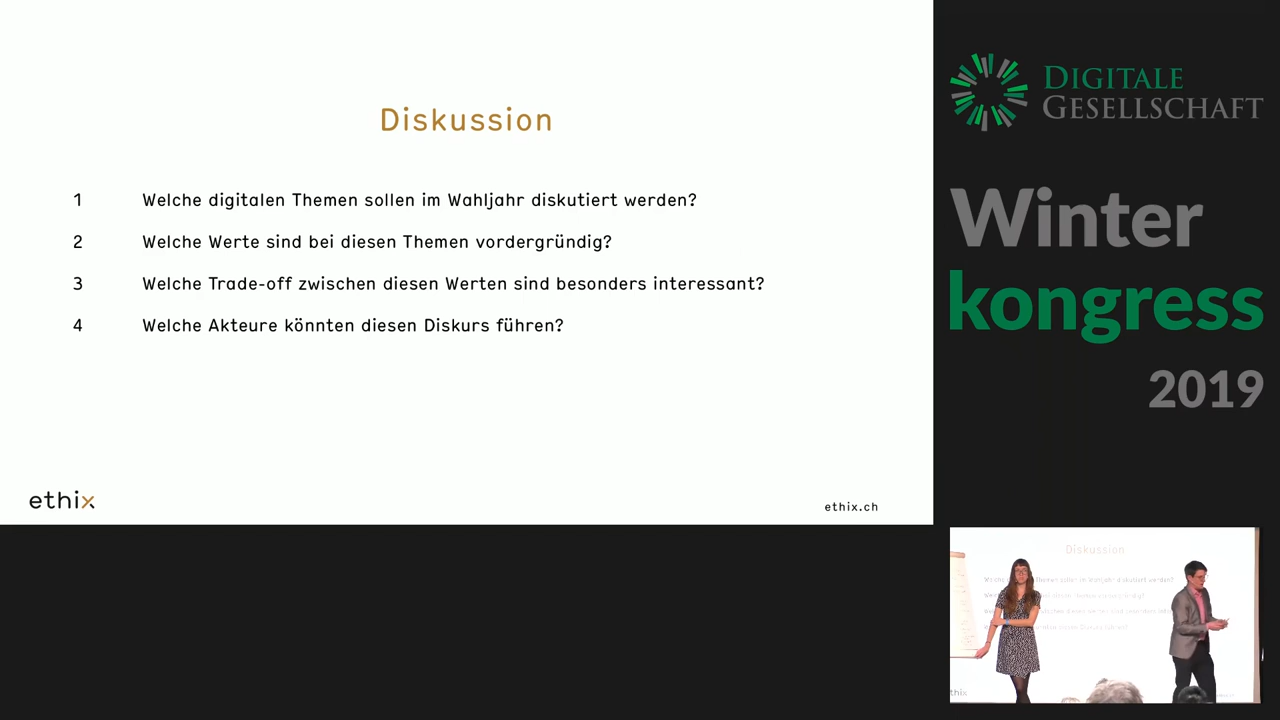 Diskussion
1 Welche digitalen Themen sollen im Wahljahr diskutiert werden?
2 Welche Werte sind bei diesen Themen vordergründig?
3 Welche Trade-off zwischen diesen Werten sind besonders interessant?
4 Welche Akteure könnten diesen Diskurs führen?
ethix
ethix.ch
DIGITALE
GESELLSCHAFT
Winter
kongress
2019
Diskussion